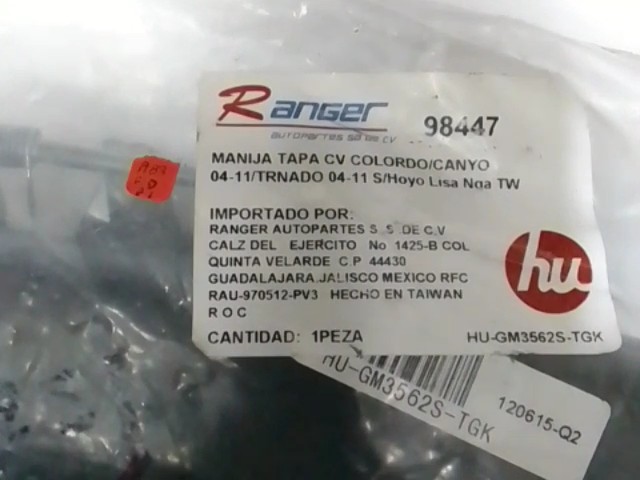 Ranger
AUTOPARTES SA DE CV
98447
MANIJA TAPA CV COLORDO/CANYO
04-11/TRNADO 04-11 S/Hoyo Lisa Nga TW
IMPORTADO POR:
RANGER AUTOPARTES S. S. DE C.V
CALZ DEL EJERCITO No 1425-B COL
QUINTA VELARDE C.P 44430
GUADALAJARA.JALISCO MEXICO RFC
RAU-970512-PV3 HECHO EN TAIWAN
R O C
hu
CANTIDAD: 1PEZA
HU-GM3562S-TGK
HU-GM3562S-TGK
120615-Q2